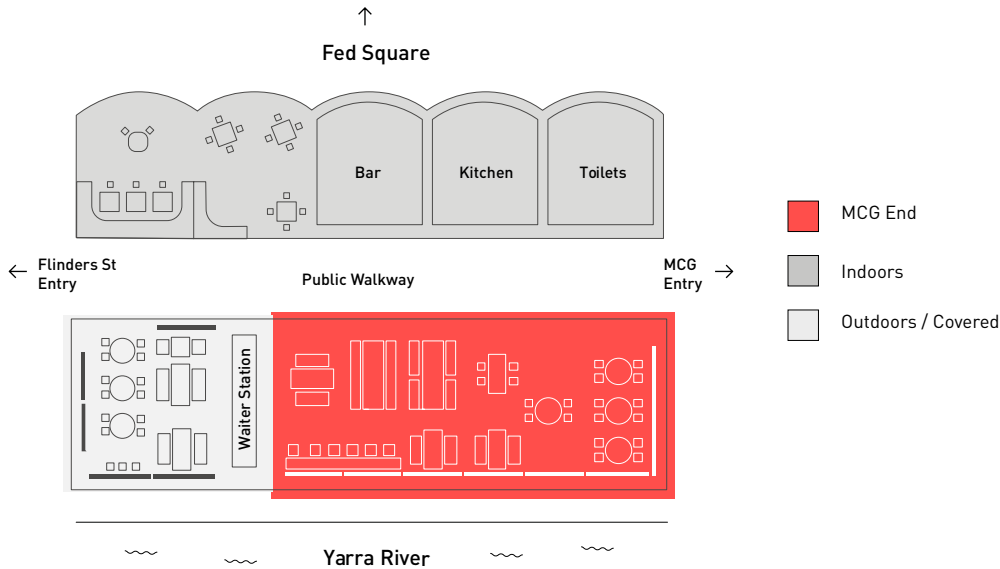 Fed Square
Bar
Kitchen
Toilets
MCG End
Indoors
Outdoors / Covered
Flinders St
Entry
Public Walkway
MCG
Entry
Waiter Station
Yarra River